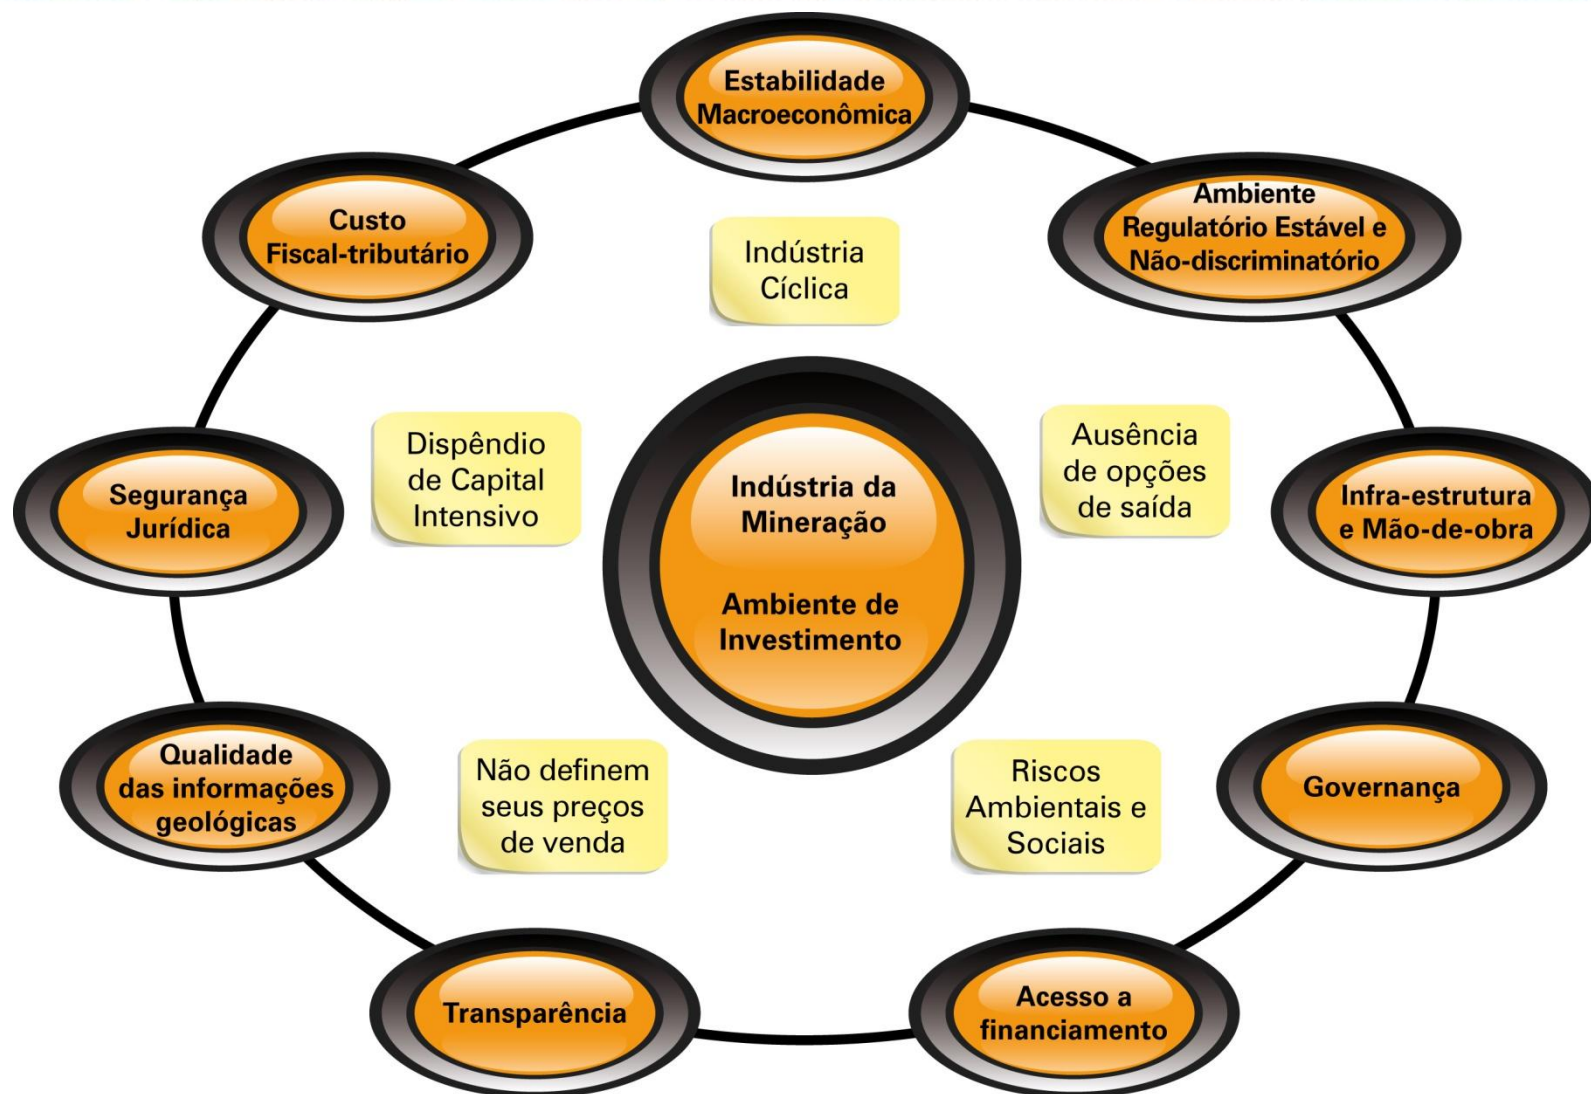 Estabilidade
Macroeconômica
Ambiente
Regulatório Estável e
Não-discriminatório
Custo
Fiscal-tributário
Indústria
Cíclica
Dispêndio
de Capital
Intensivo
Ausência
de opções
de saída
Segurança
Jurídica
Indústria da
Mineração
Ambiente de
Investimento
Infra-estrutura
e Mão-de-obra
Qualidade
das informações
geológicas
Não definem
seus preços
de venda
Riscos
Ambientais e
Sociais
Governança
Transparência
Acesso a
financiamento